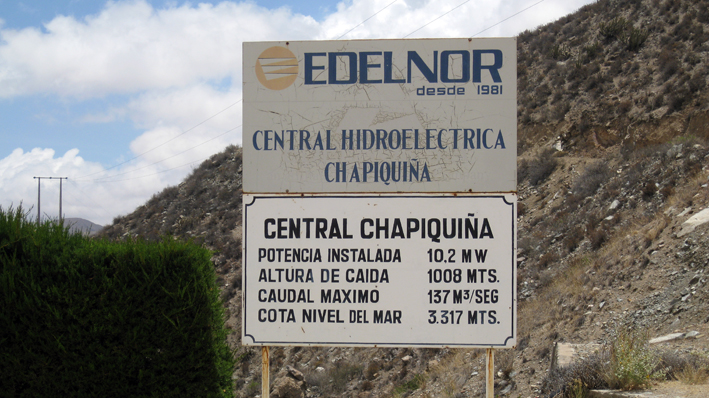 EDELNOR
desde 1981
CENTRAL HIDROELECTRICA
CHAPIQUIÑA
CENTRAL CHAPIQUIÑA
POTENCIA INSTALADA 10.2 MW
ALTURA DE CAIDA 1008 MTS.
CAUDAL MAXIMO 137 M³/SEG
COTA NIVEL DEL MAR 3.317 MTS.